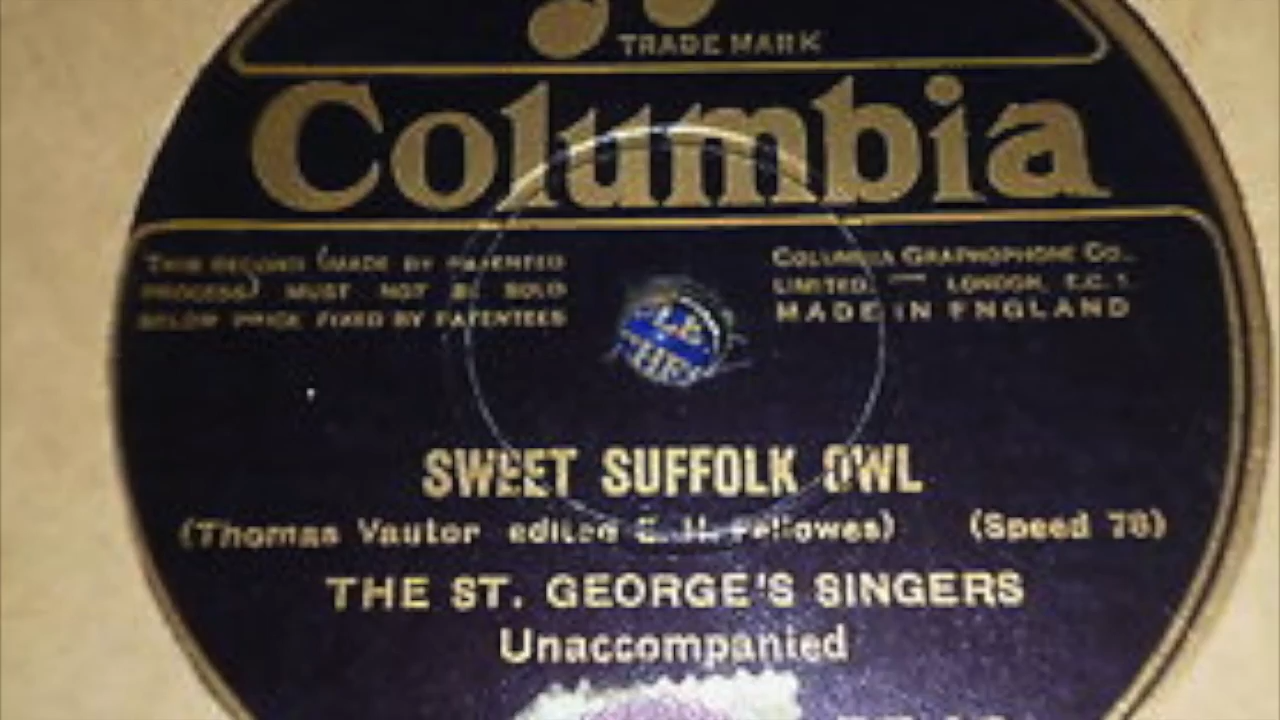 TRADE MARK
Columbia
THIS RECORD (MADE BY PATENTED
PROCESS) MUST NOT BE SOLD
BELOW PRICE FIXED BY PATENTEES
COLUMBIA GRAPHOPHONE CO.,
LIMITED, LONDON, E.C. 1.
MADE IN ENGLAND
SWEET SUFFOLK OWL
(Thomas Vautor edited E. H. Fellowes) (Speed 78)
THE ST. GEORGE'S SINGERS
Unaccompanied